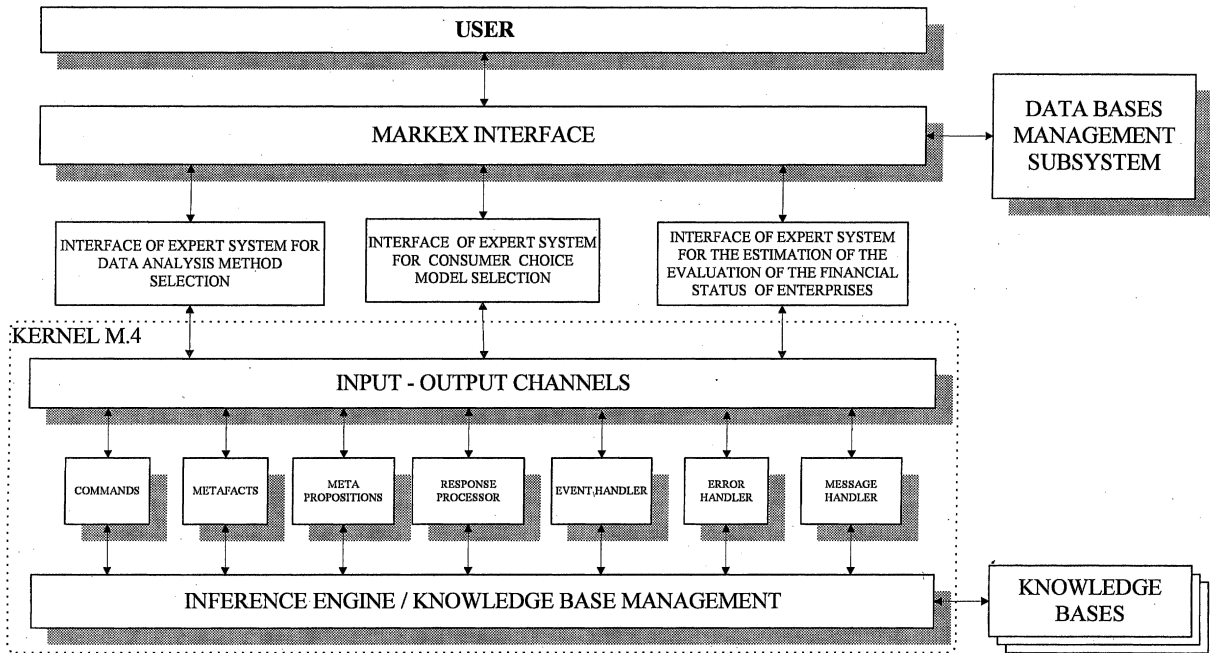 USER
MARKEX INTERFACE
DATA BASES
MANAGEMENT
SUBSYSTEM
INTERFACE OF EXPERT SYSTEM FOR
DATA ANALYSIS METHOD
SELECTION
INTERFACE OF EXPERT SYSTEM
FOR CONSUMER CHOICE
MODEL SELECTION
INTERFACE OF EXPERT SYSTEM
FOR THE ESTIMATION OF THE
EVALUATION OF THE FINANCIAL
STATUS OF ENTERPRISES
KERNEL M.4
INPUT - OUTPUT CHANNELS
COMMANDS
METAFACTS
META
PROPOSITIONS
RESPONSE
PROCESSOR
EVENT HANDLER
ERROR
HANDLER
MESSAGE
HANDLER
INFERENCE ENGINE / KNOWLEDGE BASE MANAGEMENT
KNOWLEDGE
BASES